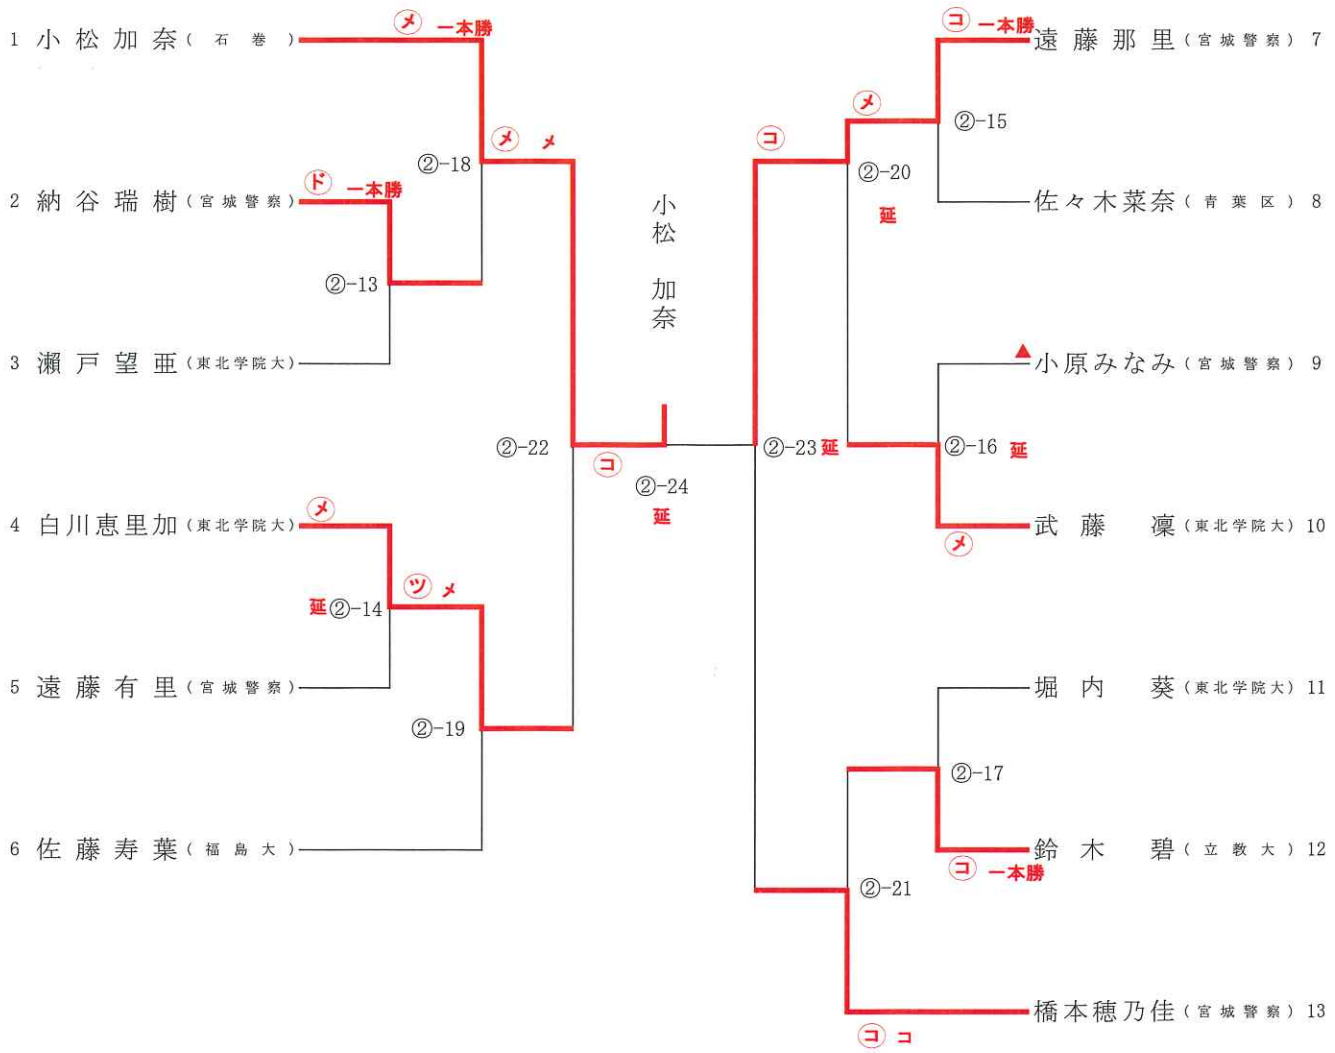 ㋱ 一本勝
1 小松加奈（石巻）
②-18
㋱ メ
㋣ 一本勝
2 納谷瑞樹（宮城警察）
②-13
3 瀬戸望亜（東北学院大）
②-22
㋙
㋱
4 白川恵里加（東北学院大）
延 ②-14
㋡ メ
5 遠藤有里（宮城警察）
②-19
6 佐藤寿葉（福島大）
小松 加奈
②-24
延
㋙ 一本勝
遠藤那里（宮城警察） 7
㋱
②-15
㋙
②-20
延
佐々木菜奈（青葉区） 8
▲
小原みなみ（宮城警察） 9
②-23 延
②-16 延
武藤 凜（東北学院大） 10
㋱
堀内 葵（東北学院大） 11
②-17
鈴木 碧（立教大） 12
㋙ 一本勝
②-21
橋本穂乃佳（宮城警察） 13
㋙ コ